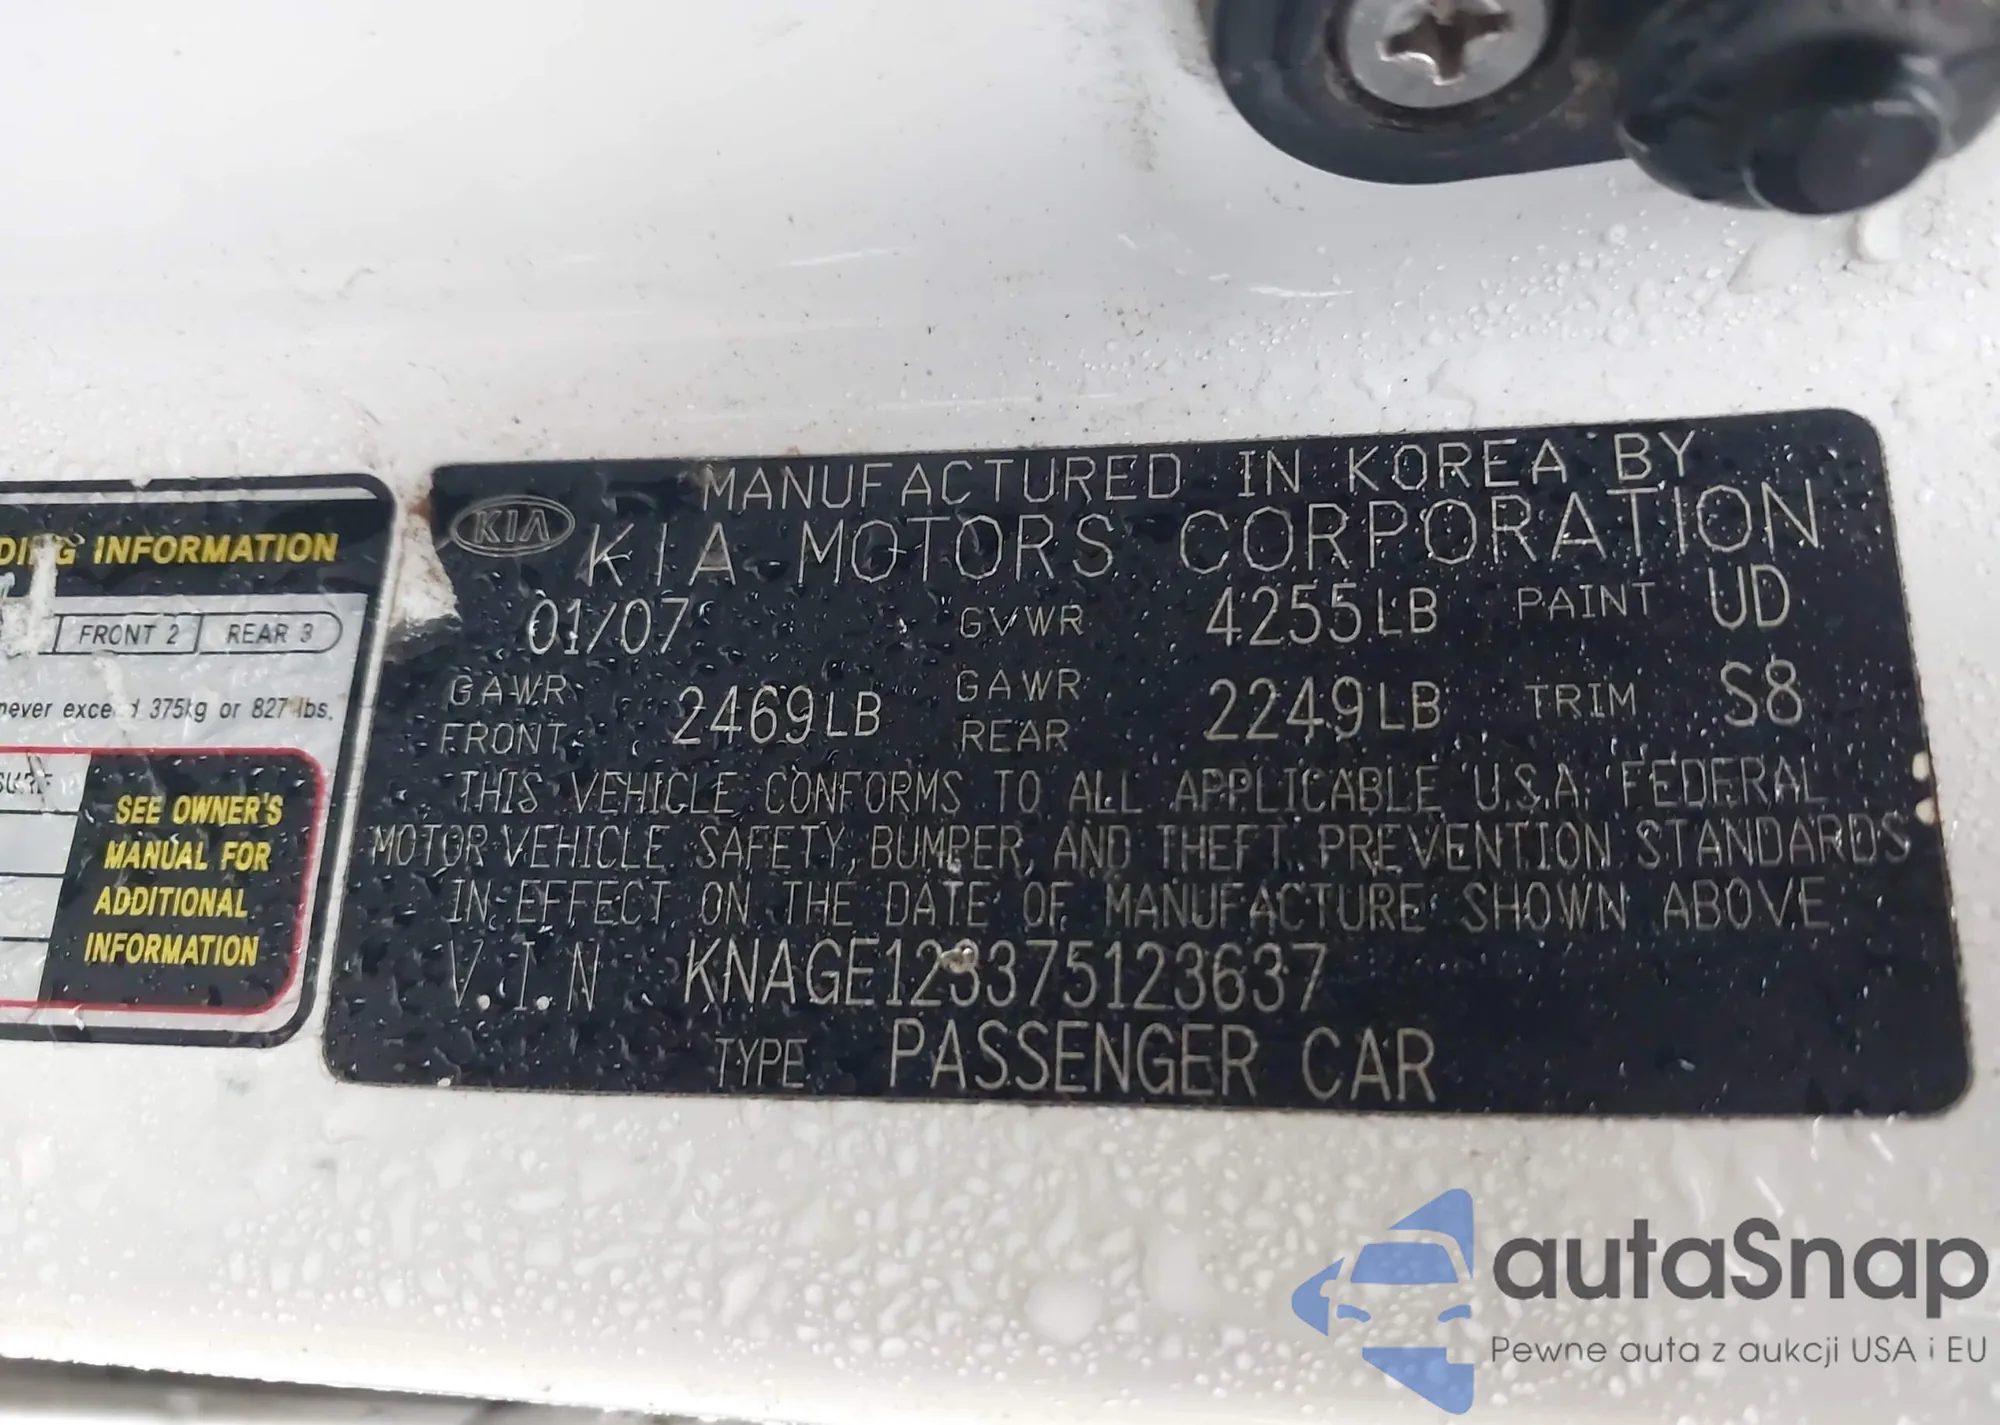 DING INFORMATION
FRONT 2 REAR 3
never exceed 375kg or 827 lbs.
SEE OWNER'S
MANUAL FOR
ADDITIONAL
INFORMATION
KIA
MANUFACTURED IN KOREA BY
KIA MOTORS CORPORATION
01/07 GVWR 4255LB PAINT UD
GAWR FRONT 2469LB GAWR REAR 2249LB TRIM S8
THIS VEHICLE CONFORMS TO ALL APPLICABLE U.S.A. FEDERAL
MOTOR VEHICLE SAFETY, BUMPER, AND THEFT PREVENTION STANDARDS
IN EFFECT ON THE DATE OF MANUFACTURE SHOWN ABOVE
V.I.N KNAGE123375123637
TYPE PASSENGER CAR
autaSnap
Pewne auta z aukcji USA i EU